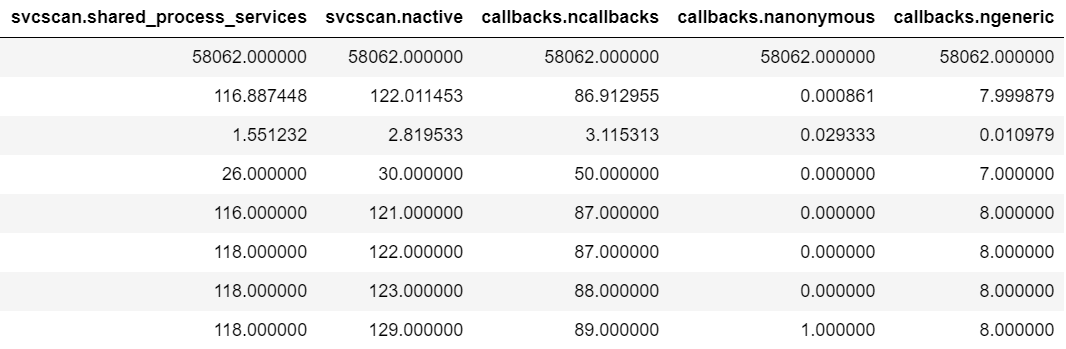 svcscan.shared_process_services svcscan.nactive callbacks.ncallbacks callbacks.nanonymous callbacks.ngeneric
58062.000000 58062.000000 58062.000000 58062.000000 58062.000000
116.887448 122.011453 86.912955 0.000861 7.999879
1.551232 2.819533 3.115313 0.029333 0.010979
26.000000 30.000000 50.000000 0.000000 7.000000
116.000000 121.000000 87.000000 0.000000 8.000000
118.000000 122.000000 87.000000 0.000000 8.000000
118.000000 123.000000 88.000000 0.000000 8.000000
118.000000 129.000000 89.000000 1.000000 8.000000